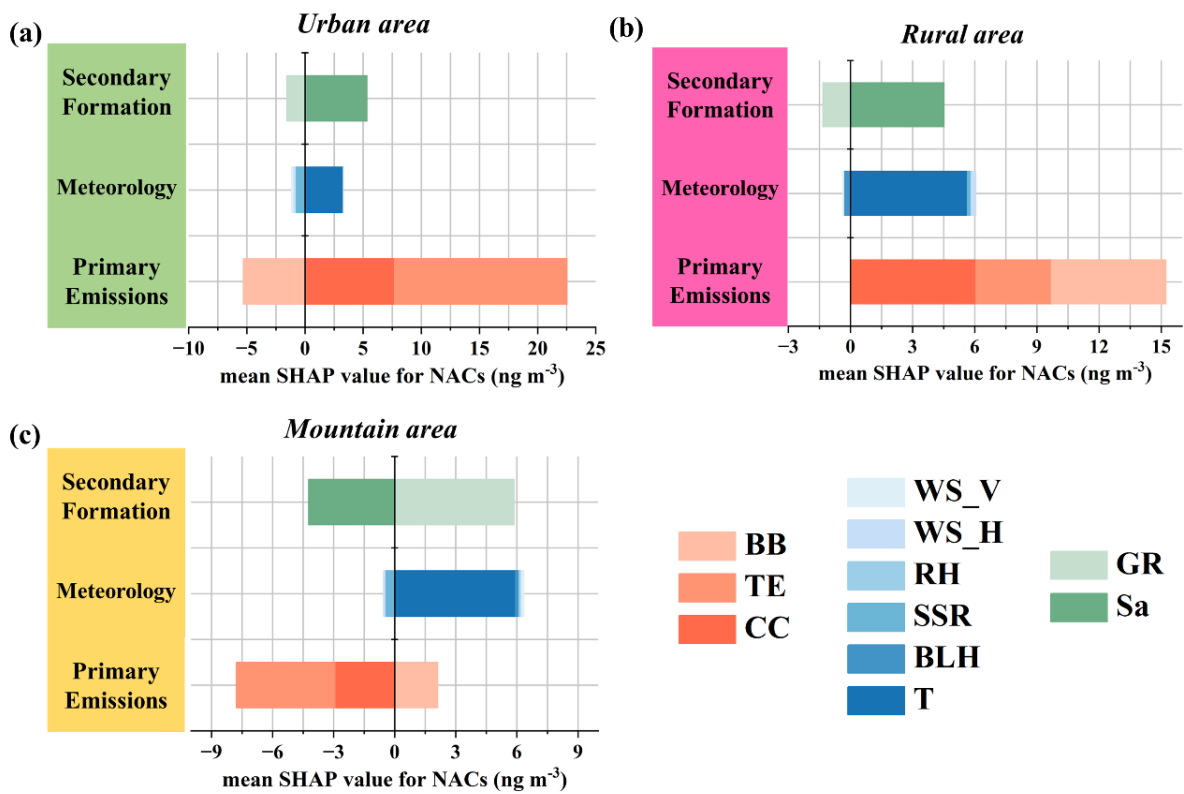 (a)
Urban area
Secondary
Formation
Meteorology
Primary
Emissions
−10 −5 0 5 10 15 20 25
mean SHAP value for NACs (ng m⁻³)
(b)
Rural area
Secondary
Formation
Meteorology
Primary
Emissions
−3 0 3 6 9 12 15
mean SHAP value for NACs (ng m⁻³)
(c)
Mountain area
Secondary
Formation
Meteorology
Primary
Emissions
−9 −6 −3 0 3 6 9
mean SHAP value for NACs (ng m⁻³)
BB
TE
CC
WS_V
WS_H
RH
SSR
BLH
T
GR
Sa